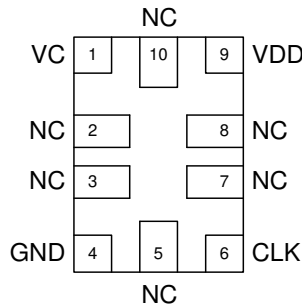 NC
VC 1 10 9 VDD
NC 2 8 NC
NC 3 7 NC
GND 4 5 6 CLK
NC